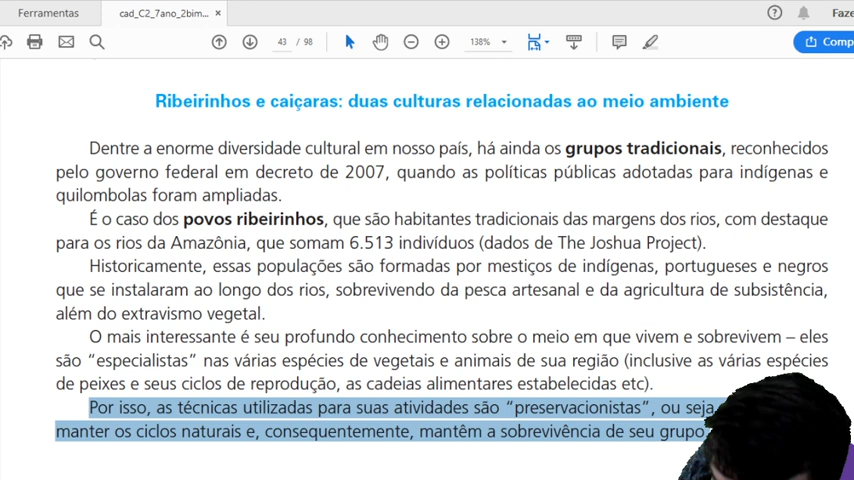 Ferramentas
cad_C2_7ano_2bim...
×
?
Faze
43 / 98
138%
Comp
Ribeirinhos e caiçaras: duas culturas relacionadas ao meio ambiente
Dentre a enorme diversidade cultural em nosso país, há ainda os grupos tradicionais, reconhecidos
pelo governo federal em decreto de 2007, quando as políticas públicas adotadas para indígenas e
quilombolas foram ampliadas.
É o caso dos povos ribeirinhos, que são habitantes tradicionais das margens dos rios, com destaque
para os rios da Amazônia, que somam 6.513 indivíduos (dados de The Joshua Project).
Historicamente, essas populações são formadas por mestiços de indígenas, portugueses e negros
que se instalaram ao longo dos rios, sobrevivendo da pesca artesanal e da agricultura de subsistência,
além do extravismo vegetal.
O mais interessante é seu profundo conhecimento sobre o meio em que vivem e sobrevivem – eles
são “especialistas” nas várias espécies de vegetais e animais de sua região (inclusive as várias espécies
de peixes e seus ciclos de reprodução, as cadeias alimentares estabelecidas etc).
Por isso, as técnicas utilizadas para suas atividades são “preservacionistas”, ou seja
manter os ciclos naturais e, consequentemente, mantêm a sobrevivência de seu grupo